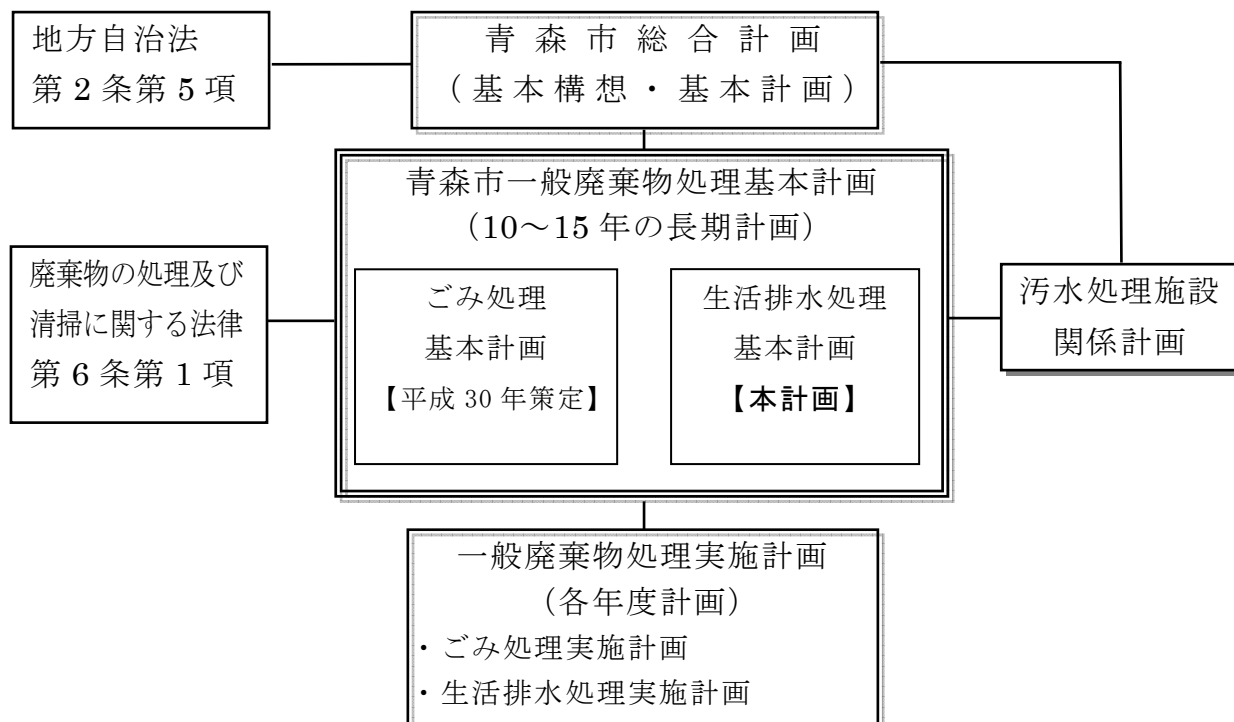 地方自治法
第2条第5項
青森市総合計画
(基本構想・基本計画)
青森市一般廃棄物処理基本計画
(10～15年の長期計画)
廃棄物の処理及び
清掃に関する法律
第6条第1項
ごみ処理
基本計画
【平成30年策定】
生活排水処理
基本計画
【本計画】
汚水処理施設
関係計画
一般廃棄物処理実施計画
(各年度計画)
・ごみ処理実施計画
・生活排水処理実施計画